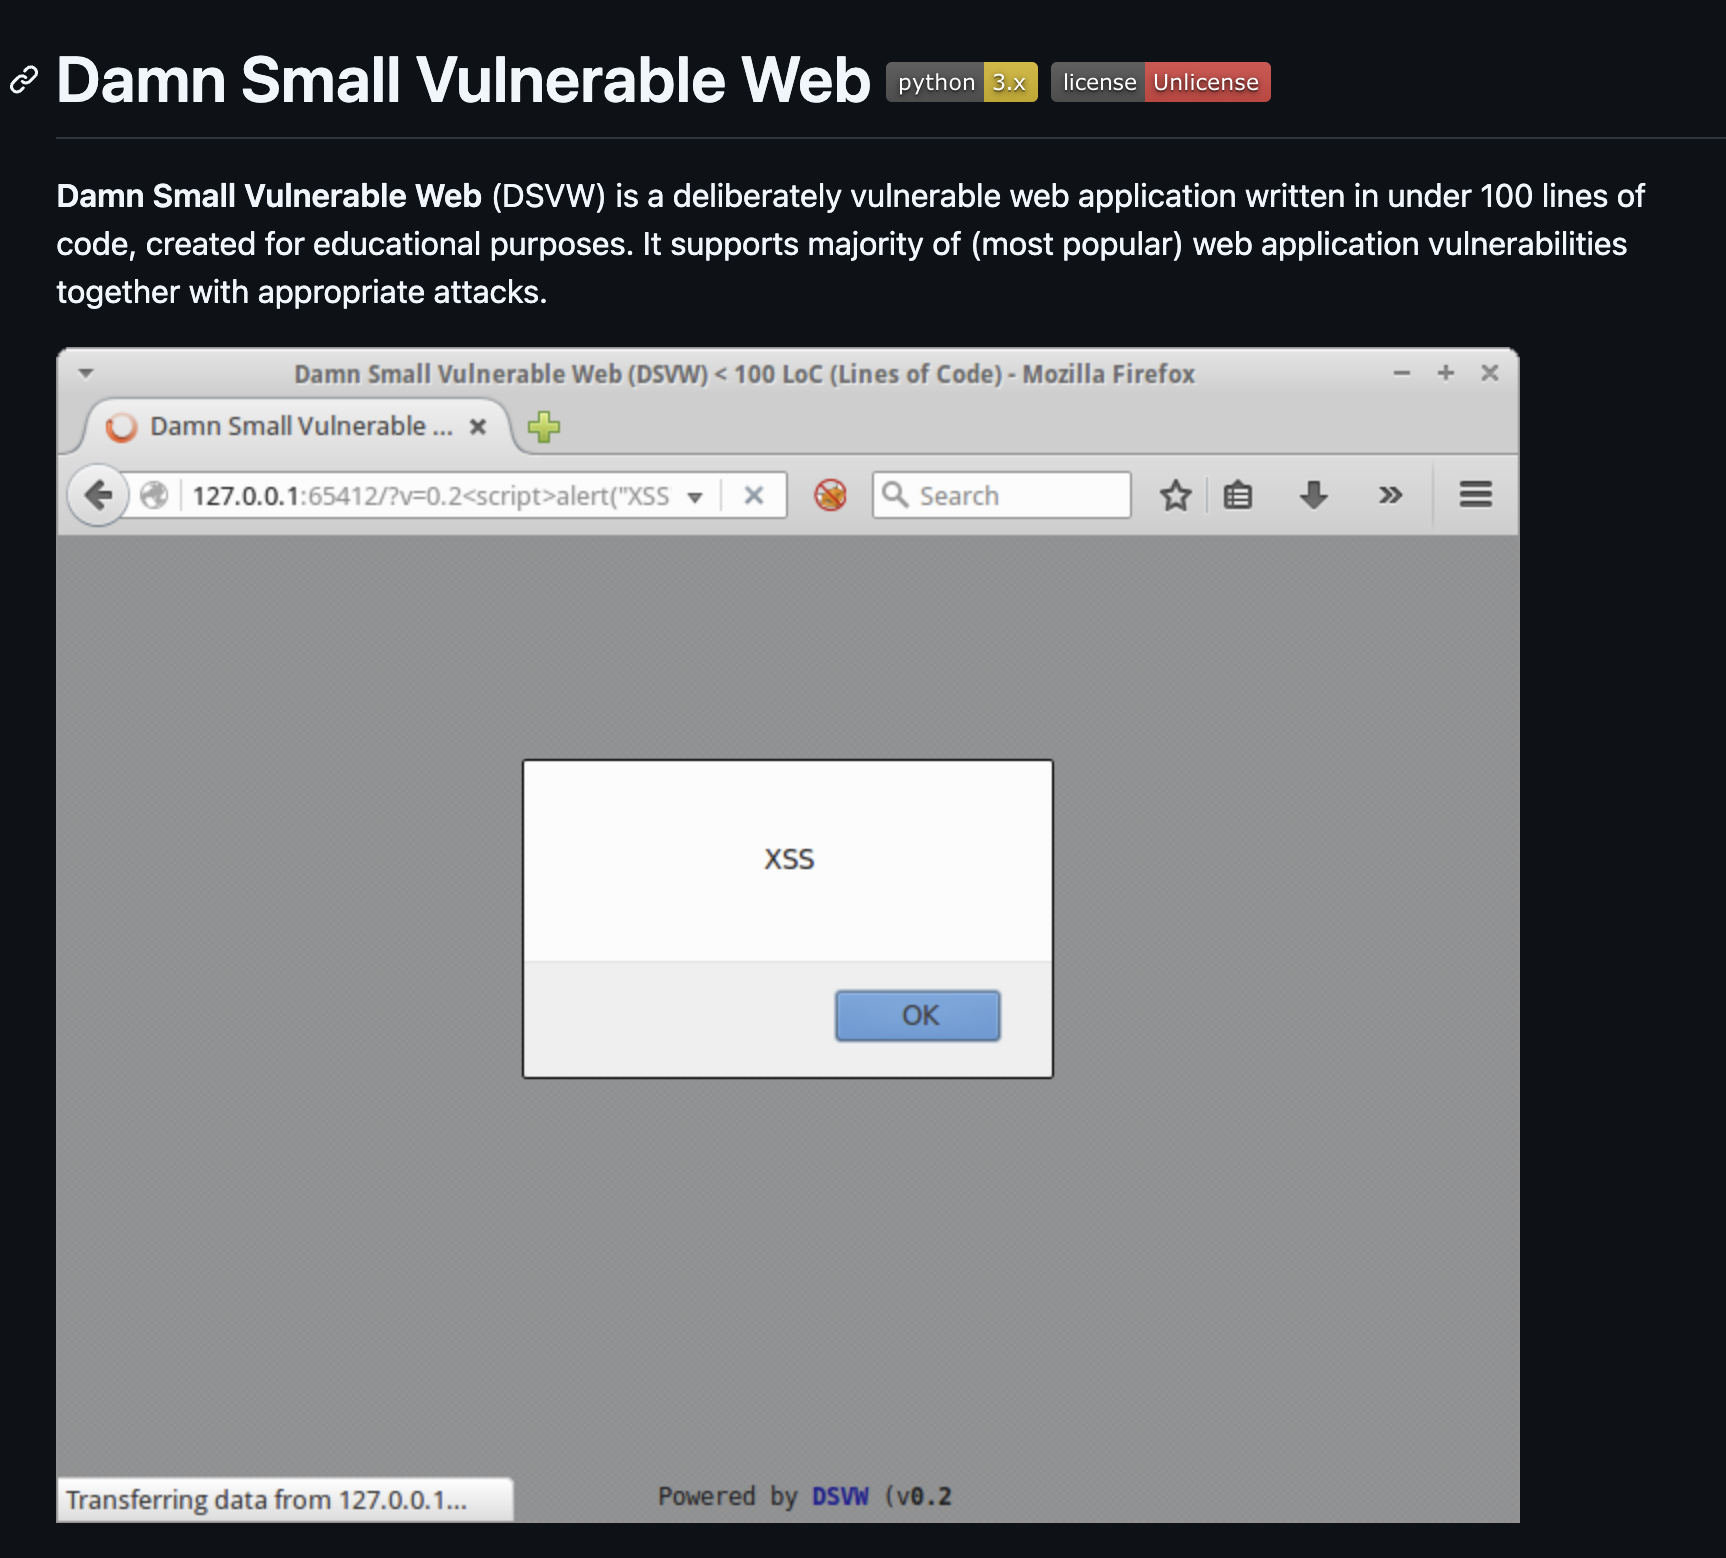 Damn Small Vulnerable Web python 3.x license Unlicense
Damn Small Vulnerable Web (DSVW) is a deliberately vulnerable web application written in under 100 lines of
code, created for educational purposes. It supports majority of (most popular) web application vulnerabilities
together with appropriate attacks.
Damn Small Vulnerable Web (DSVW) < 100 LoC (Lines of Code) - Mozilla Firefox
Damn Small Vulnerable ...
127.0.0.1:65412/?v=0.2<script>alert("XSS
Search
XSS
OK
Transferring data from 127.0.0.1...
Powered by DSVW (v0.2